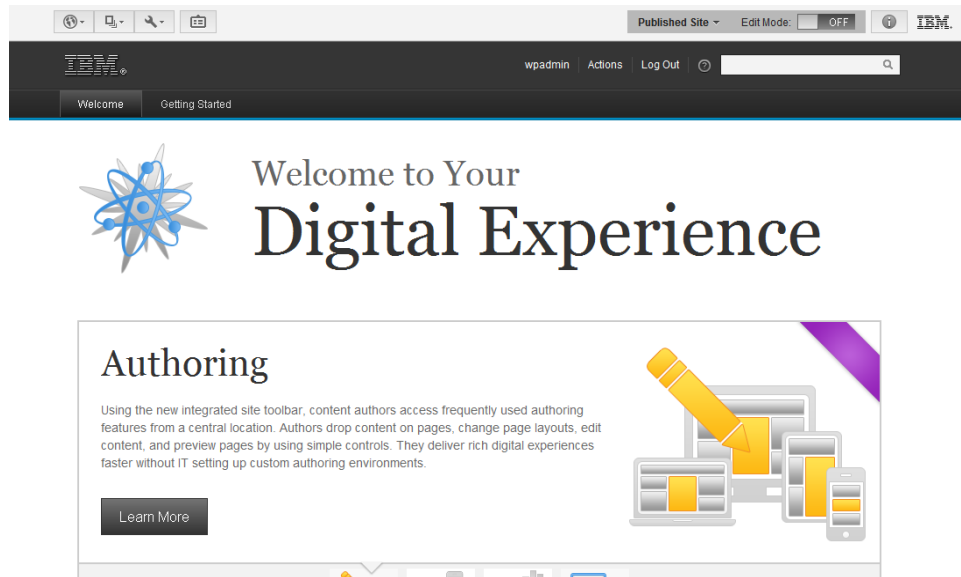 Published Site Edit Mode: OFF IBM.
IBM®
wpadmin Actions Log Out
Welcome Getting Started
Welcome to Your
Digital Experience
Authoring
Using the new integrated site toolbar, content authors access frequently used authoring
features from a central location. Authors drop content on pages, change page layouts, edit
content, and preview pages by using simple controls. They deliver rich digital experiences
faster without IT setting up custom authoring environments.
Learn More